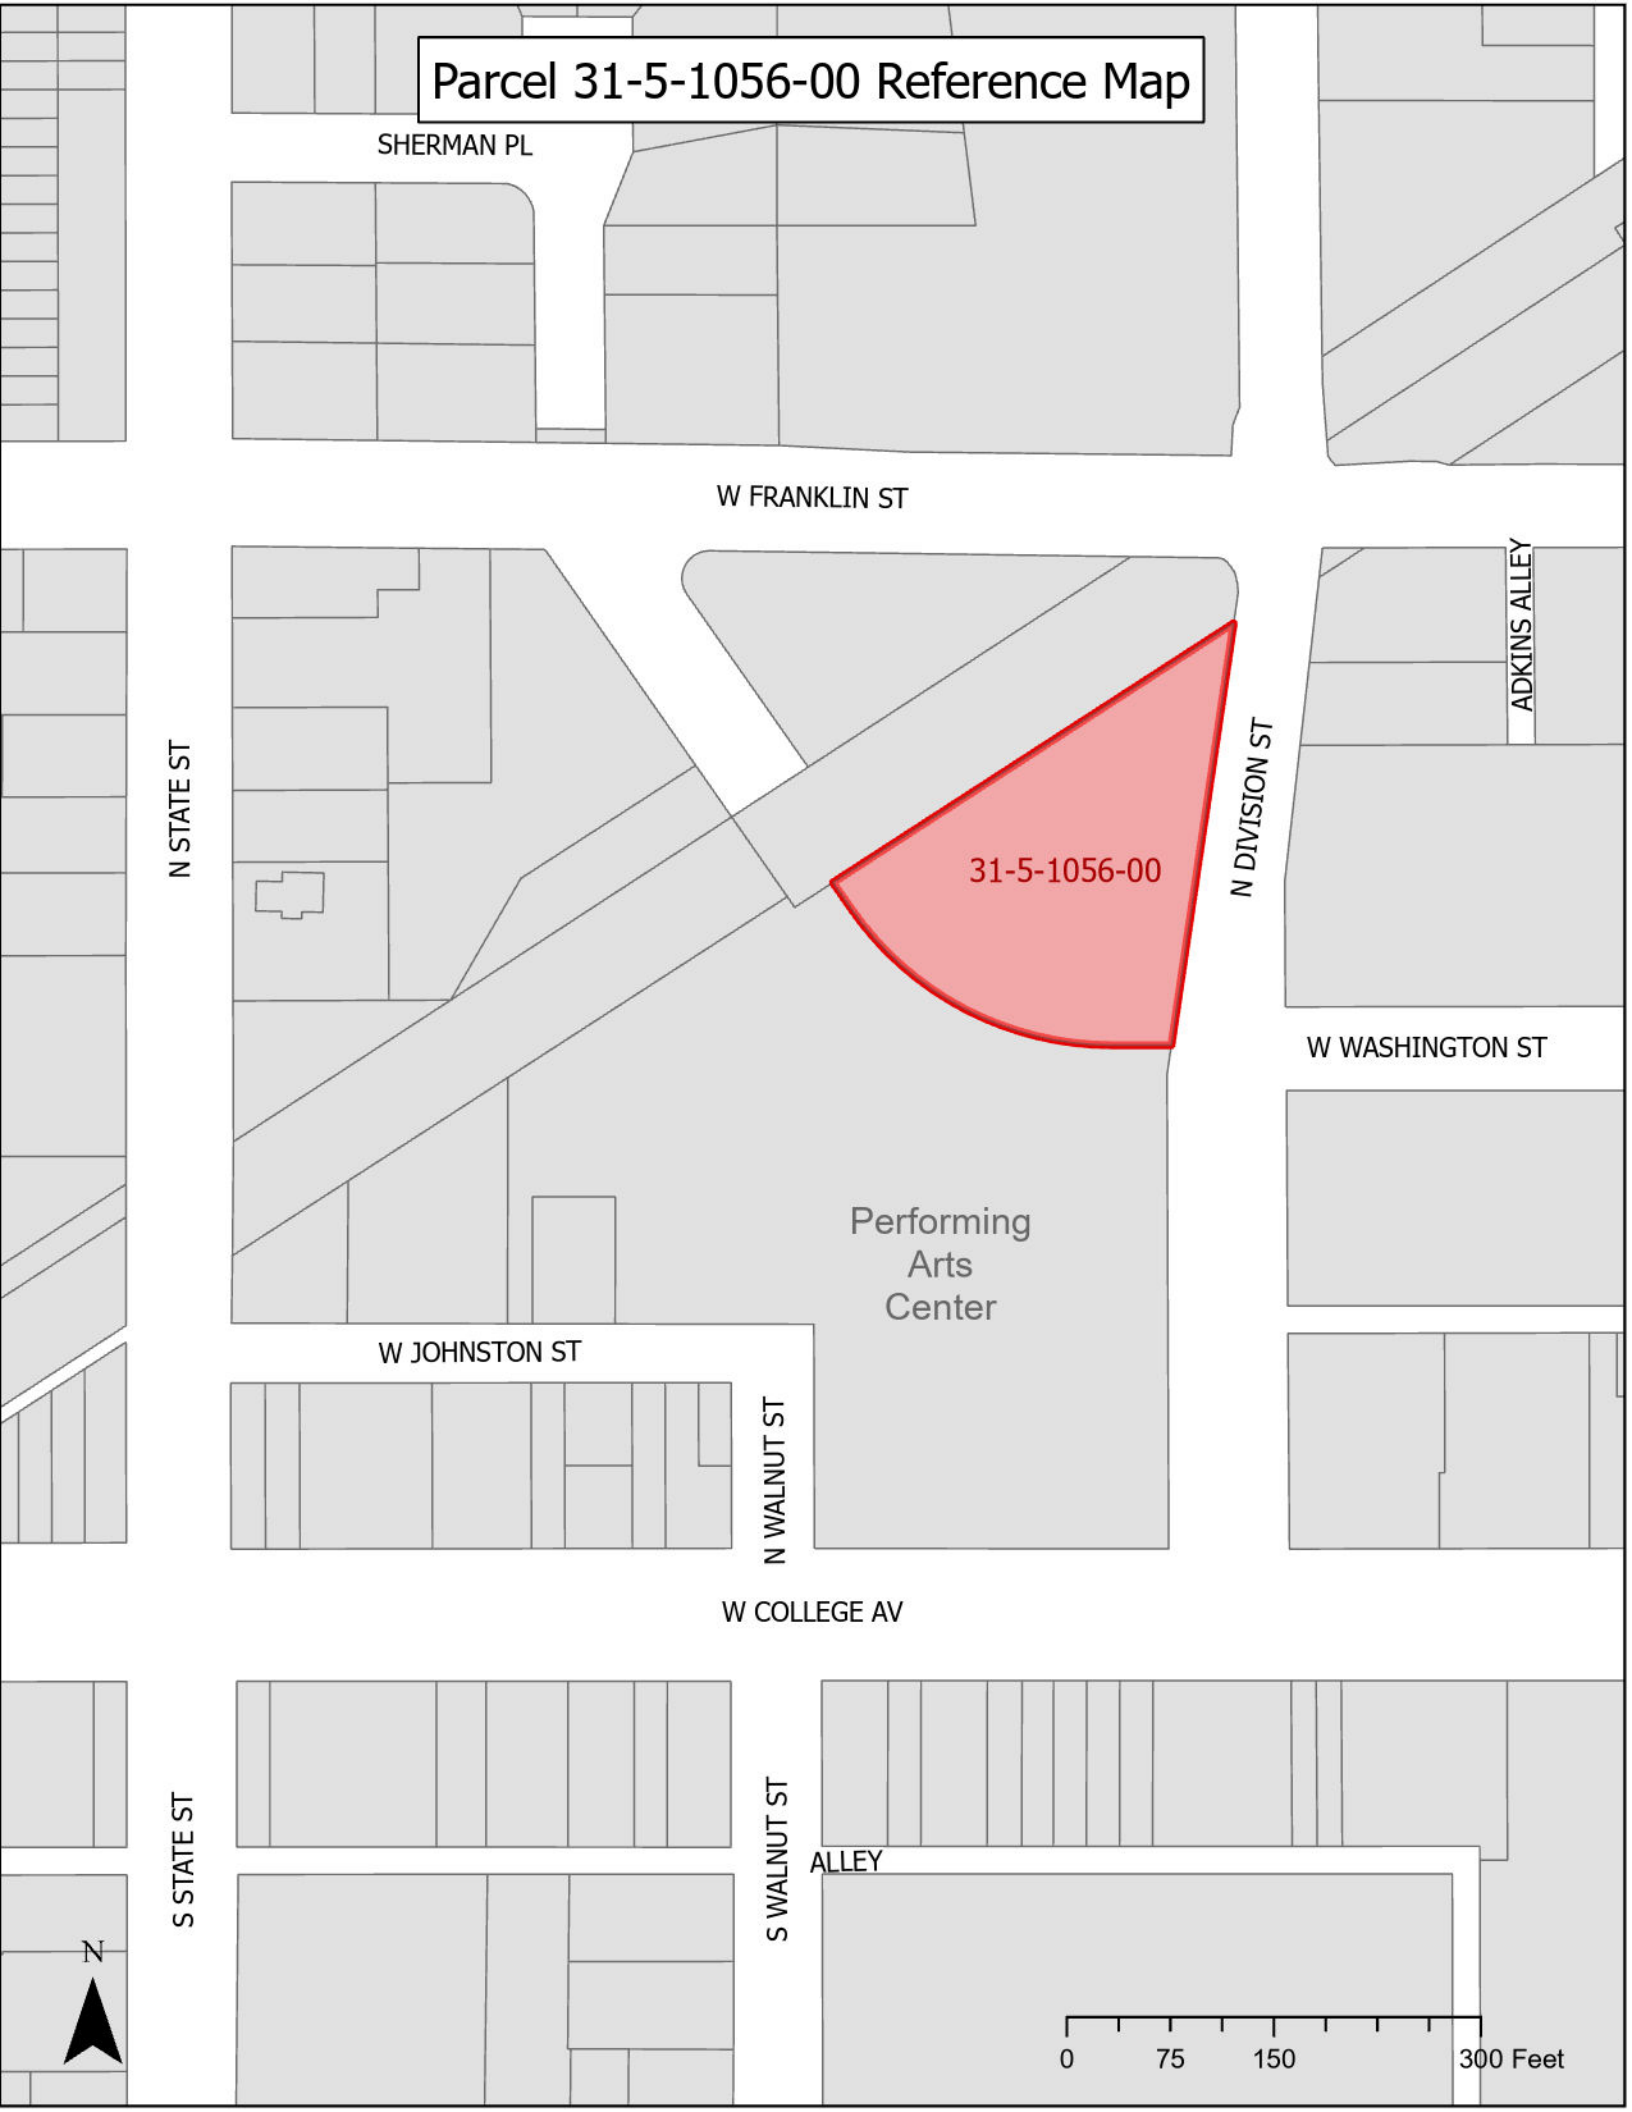 Parcel 31-5-1056-00 Reference Map
SHERMAN PL
W FRANKLIN ST
ADKINS ALLEY
N STATE ST
N DIVISION ST
31-5-1056-00
W WASHINGTON ST
Performing
Arts
Center
W JOHNSTON ST
N WALNUT ST
W COLLEGE AV
S STATE ST
S WALNUT ST
ALLEY
N
0 75 150 300 Feet